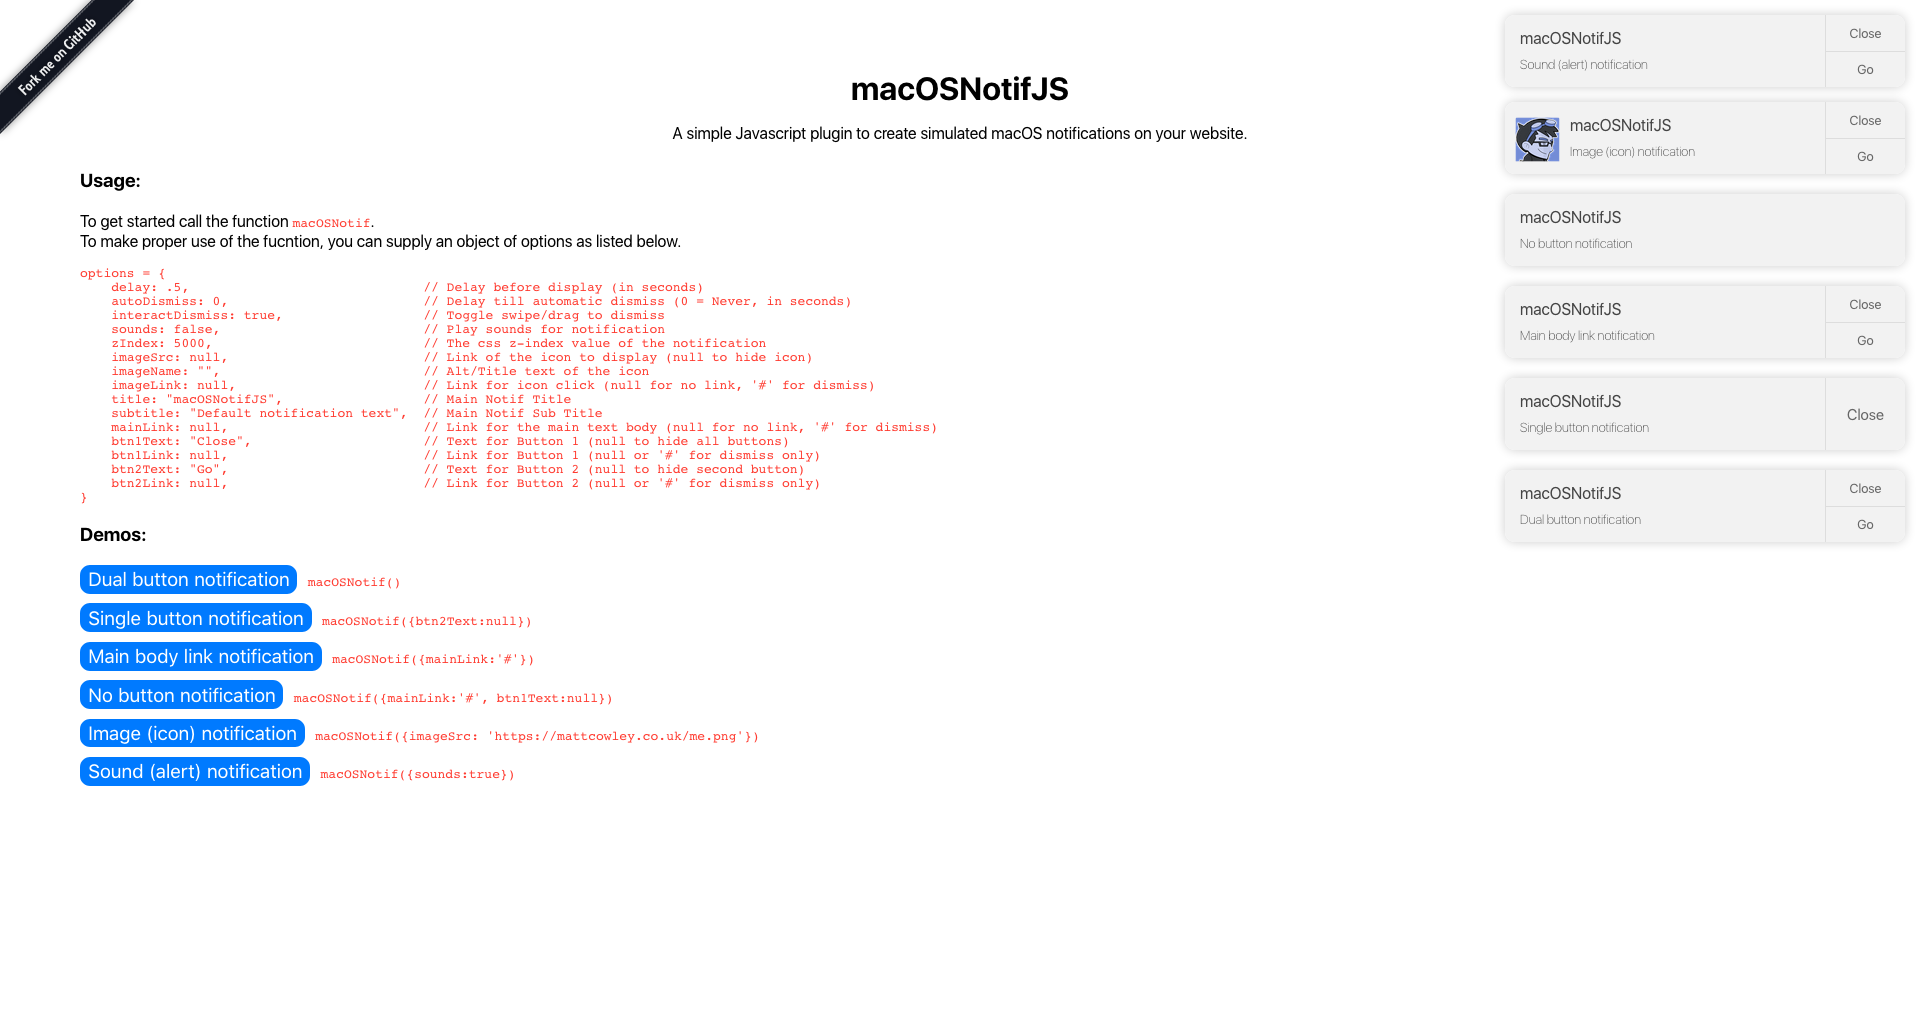 Fork me on GitHub
macOSNotifJS
A simple Javascript plugin to create simulated macOS notifications on your website.
Usage:
To get started call the function macOSNotif.
To make proper use of the fucntion, you can supply an object of options as listed below.
options = {
    delay: .5,                              // Delay before display (in seconds)
    autoDismiss: 0,                         // Delay till automatic dismiss (0 = Never, in seconds)
    interactDismiss: true,                  // Toggle swipe/drag to dismiss
    sounds: false,                          // Play sounds for notification
    zIndex: 5000,                           // The css z-index value of the notification
    imageSrc: null,                         // Link of the icon to display (null to hide icon)
    imageName: "",                          // Alt/Title text of the icon
    imageLink: null,                        // Link for icon click (null for no link, '#' for dismiss)
    title: "macOSNotifJS",                  // Main Notif Title
    subtitle: "Default notification text",  // Main Notif Sub Title
    mainLink: null,                         // Link for the main text body (null for no link, '#' for dismiss)
    btn1Text: "Close",                      // Text for Button 1 (null to hide all buttons)
    btn1Link: null,                         // Link for Button 1 (null or '#' for dismiss only)
    btn2Text: "Go",                         // Text for Button 2 (null to hide second button)
    btn2Link: null,                         // Link for Button 2 (null or '#' for dismiss only)
}
Demos:
Dual button notification macOSNotif()
Single button notification macOSNotif({btn2Text:null})
Main body link notification macOSNotif({mainLink:'#'})
No button notification macOSNotif({mainLink:'#', btn1Text:null})
Image (icon) notification macOSNotif({imageSrc: 'https://mattcowley.co.uk/me.png'})
Sound (alert) notification macOSNotif({sounds:true})
macOSNotifJS
Sound (alert) notification
Close
Go
macOSNotifJS
Image (icon) notification
Close
Go
macOSNotifJS
No button notification
macOSNotifJS
Main body link notification
Close
Go
macOSNotifJS
Single button notification
Close
macOSNotifJS
Dual button notification
Close
Go